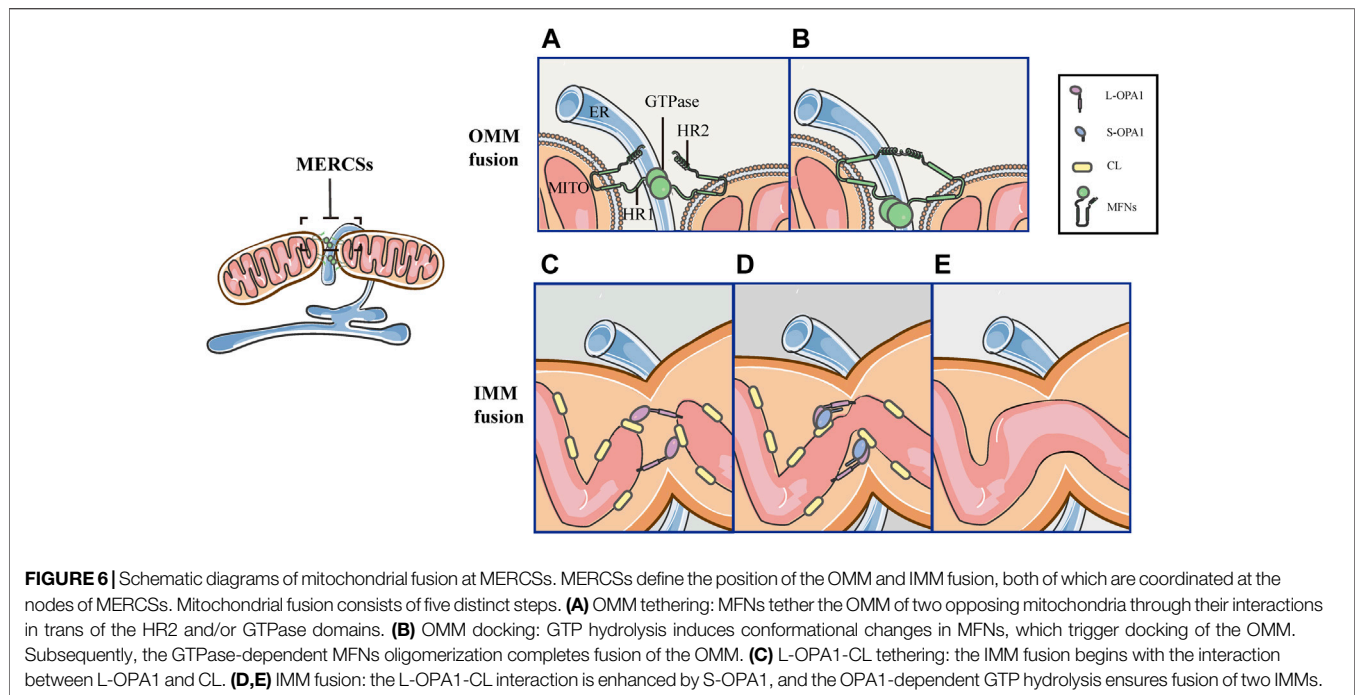 A
B
GTPase
ER
HR2
MITO
HR1
OMM
fusion
L-OPA1
S-OPA1
CL
MFNs
MERCSs
C
D
E
IMM
fusion
FIGURE 6 | Schematic diagrams of mitochondrial fusion at MERCSs. MERCSs define the position of the OMM and IMM fusion, both of which are coordinated at the
nodes of MERCSs. Mitochondrial fusion consists of five distinct steps. (A) OMM tethering: MFNs tether the OMM of two opposing mitochondria through their interactions
in trans of the HR2 and/or GTPase domains. (B) OMM docking: GTP hydrolysis induces conformational changes in MFNs, which trigger docking of the OMM.
Subsequently, the GTPase-dependent MFNs oligomerization completes fusion of the OMM. (C) L-OPA1-CL tethering: the IMM fusion begins with the interaction
between L-OPA1 and CL. (D,E) IMM fusion: the L-OPA1-CL interaction is enhanced by S-OPA1, and the OPA1-dependent GTP hydrolysis ensures fusion of two IMMs.